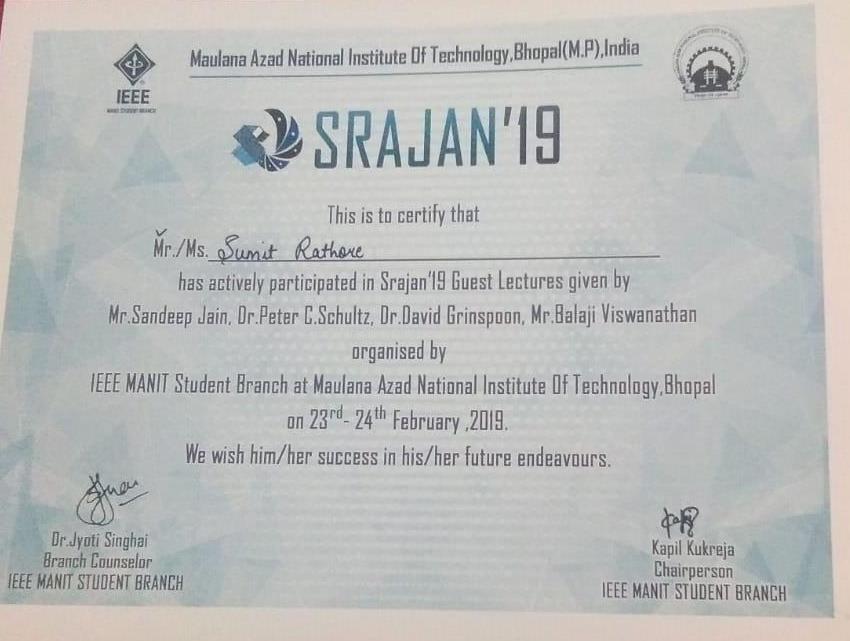 Maulana Azad National Institute Of Technology,Bhopal(M.P),India
IEEE
MANIT STUDENT BRANCH
SRAJAN'19
This is to certify that
Mr./Ms. Sumit Rathore
has actively participated in Srajan'19 Guest Lectures given by
Mr.Sandeep Jain, Dr.Peter C.Schultz, Dr.David Grinspoon, Mr.Balaji Viswanathan
organised by
IEEE MANIT Student Branch at Maulana Azad National Institute Of Technology,Bhopal
on 23rd- 24th February ,2019.
We wish him/her success in his/her future endeavours.
Dr.Jyoti Singhai
Branch Counselor
IEEE MANIT STUDENT BRANCH
Kapil Kukreja
Chairperson
IEEE MANIT STUDENT BRANCH